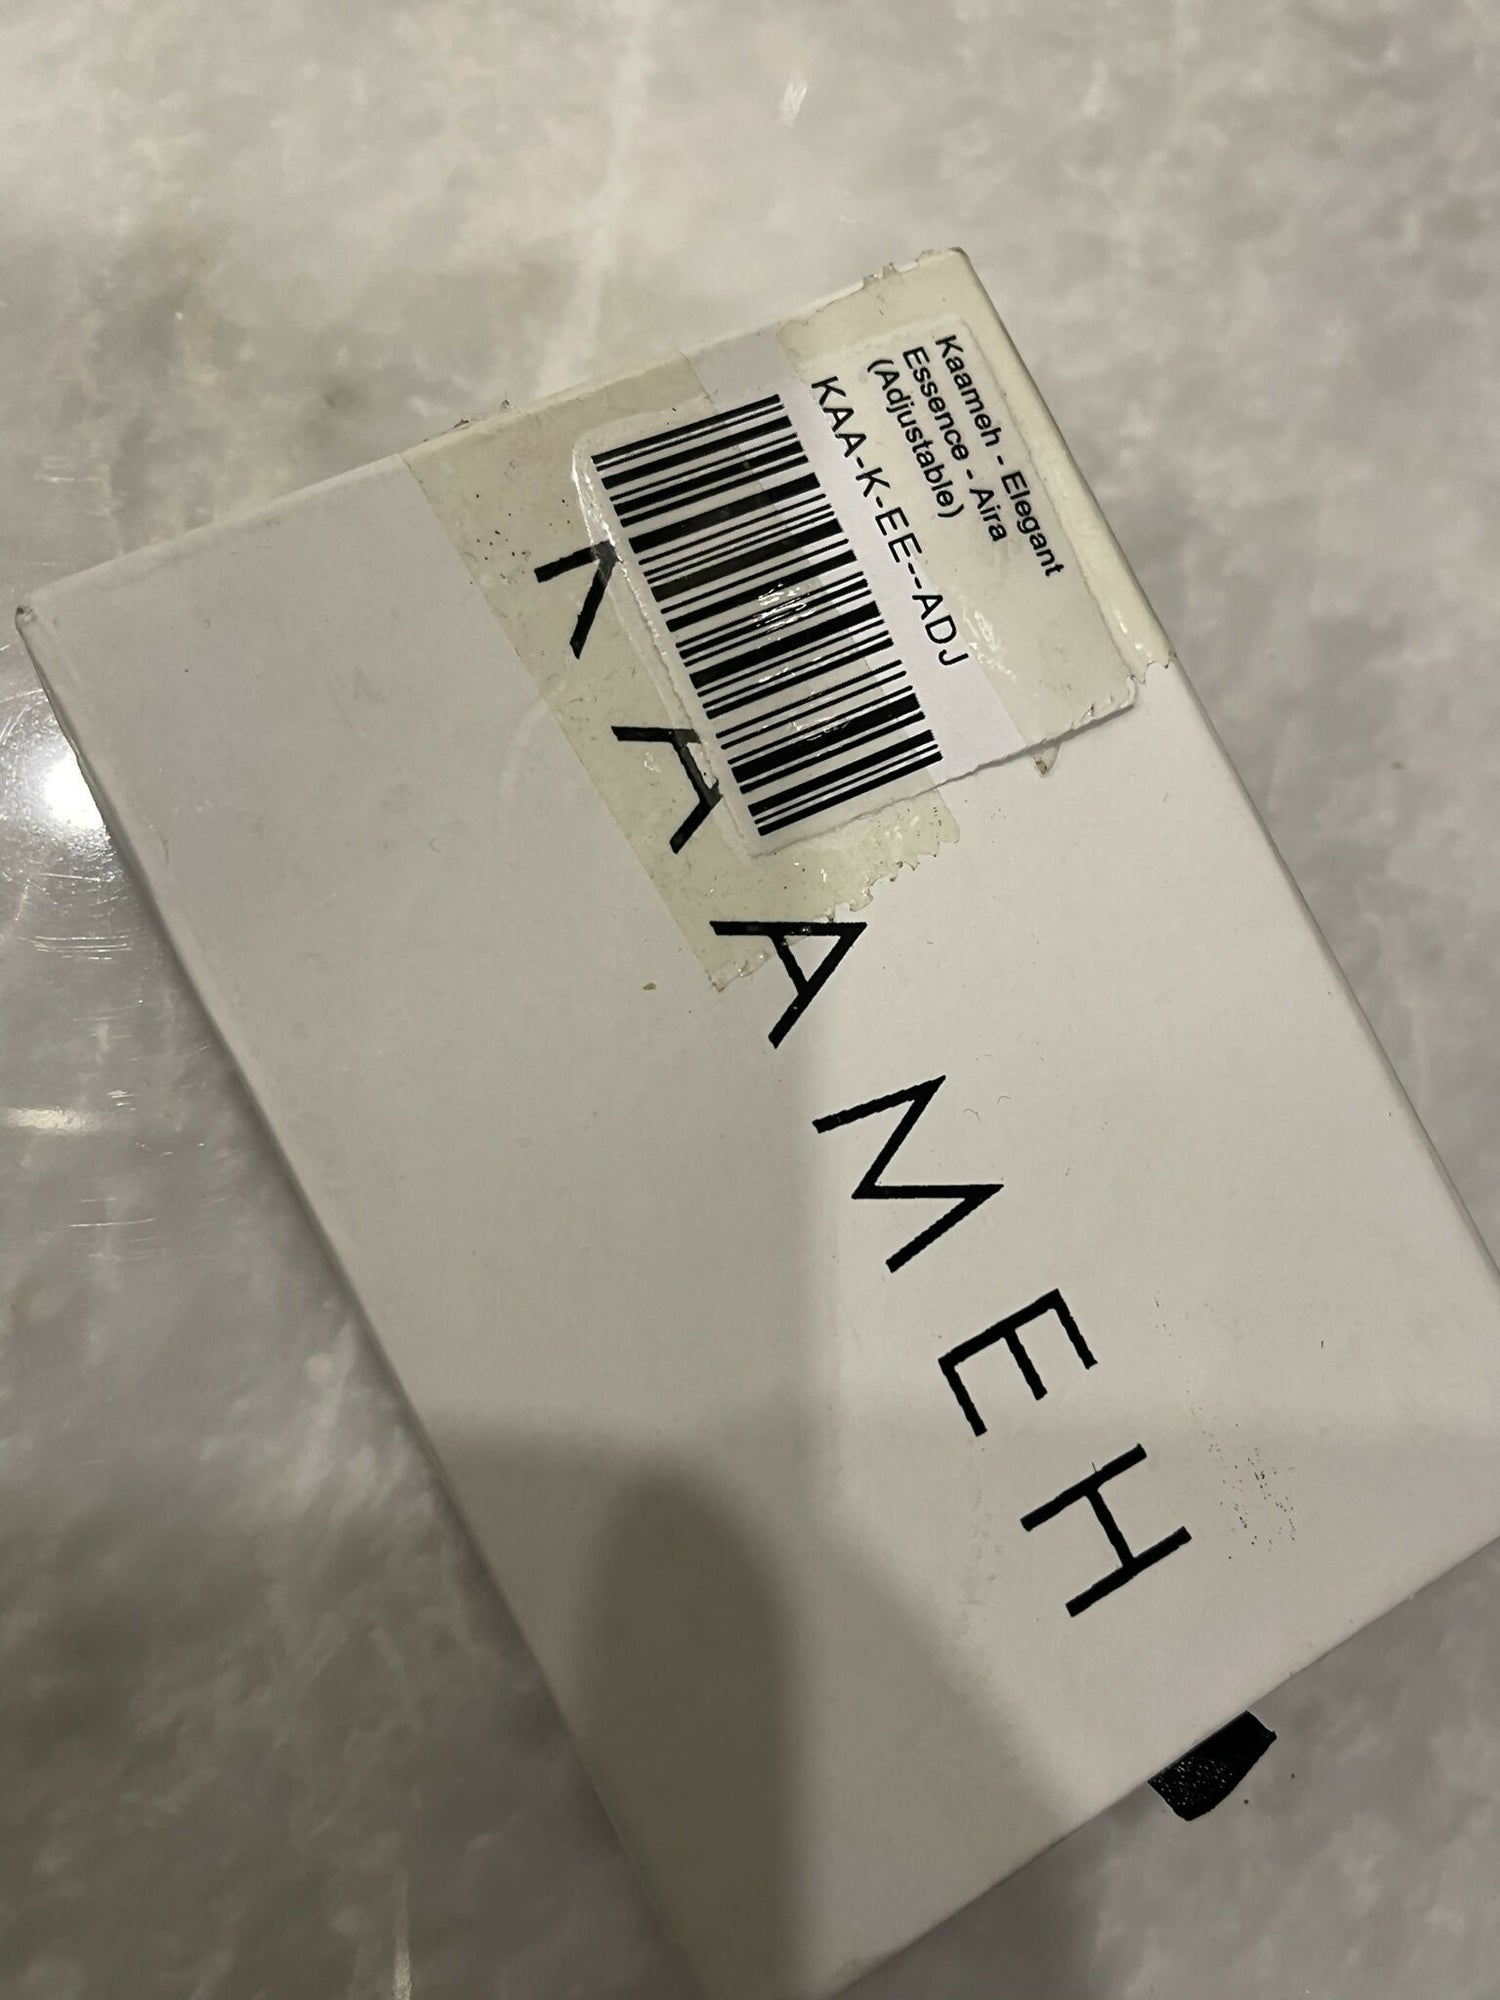 Kaameh - Elegant
Essence - Aira
(Adjustable)
KAA-K-EE--ADJ
KAAMEH